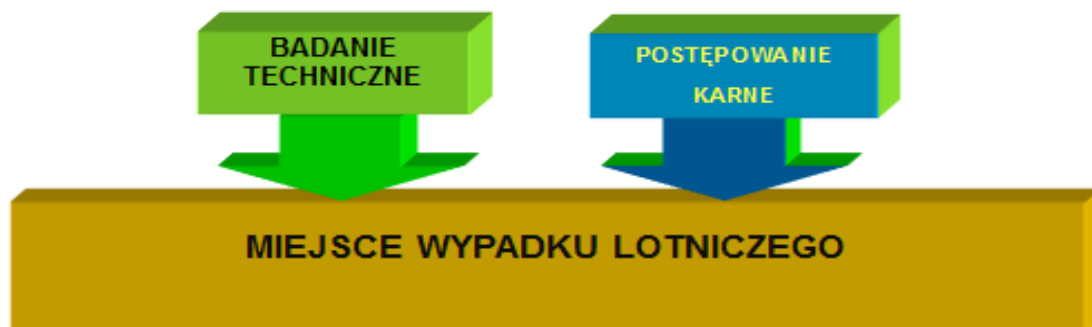 BADANIE
TECHNICZNE
POSTĘPOWANIE
KARNE
MIEJSCE WYPADKU LOTNICZEGO